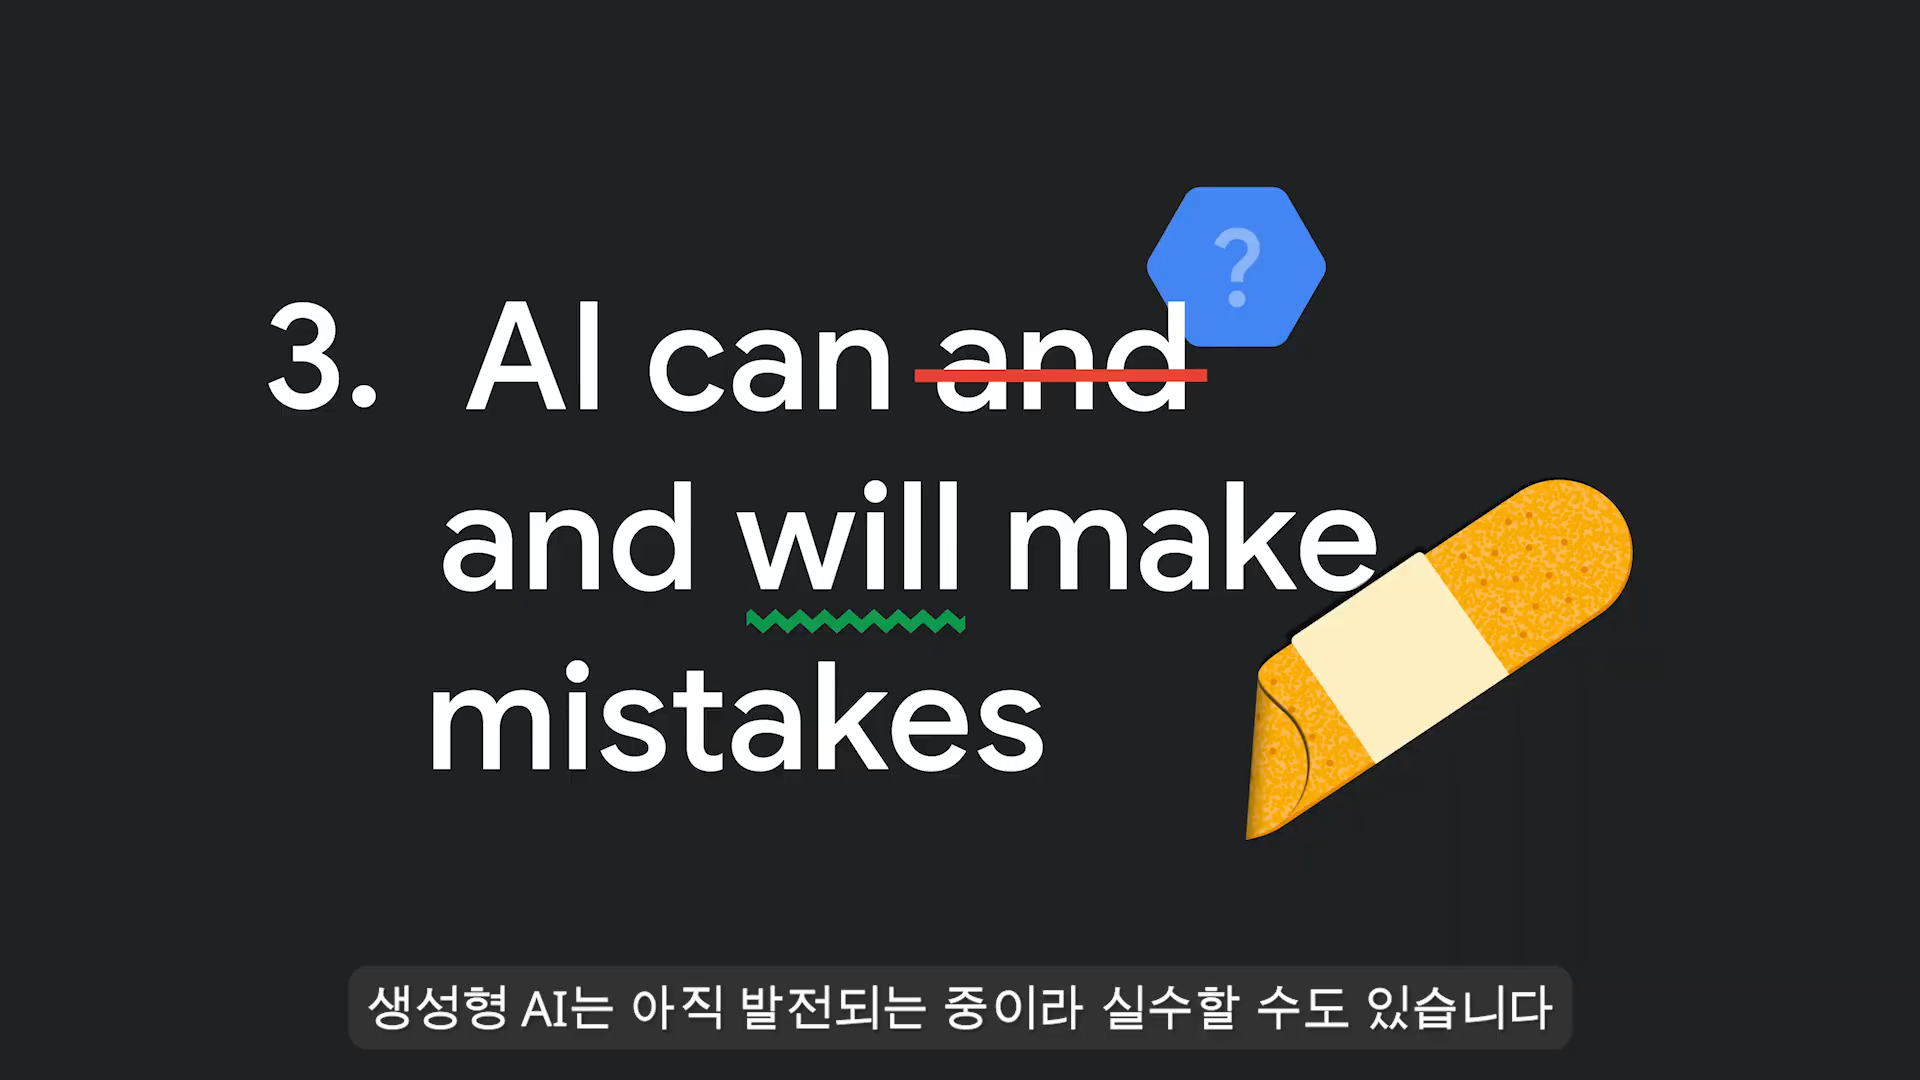 ?
3. AI can and
and will make
mistakes
생성형 AI는 아직 발전되는 중이라 실수할 수도 있습니다